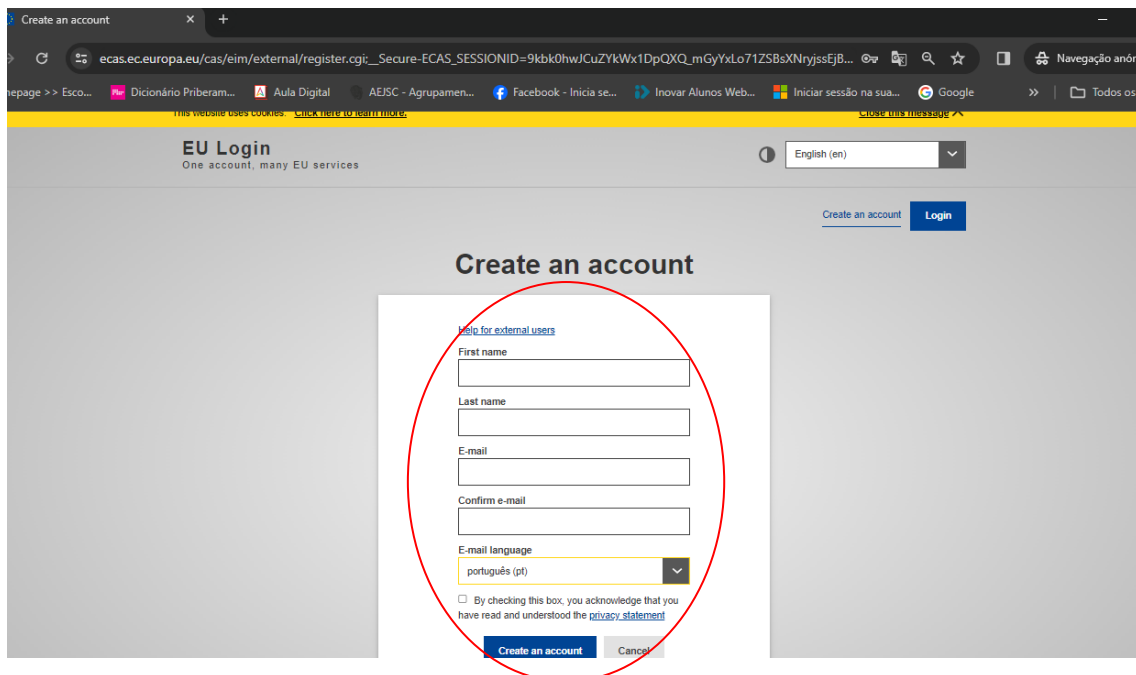 Create an account
ecas.ec.europa.eu/cas/eim/external/register.cgi;__Secure-ECAS_SESSIONID=9kbk0hwJCuZYkWx1DpQXQ_mGyYxLo71ZSBsXNryjssEjB...
Navegação anón
nepage >> Esco... Dicionário Priberam... Aula Digital AEJSC - Agrupamen... Facebook - Inicia se... Inovar Alunos Web... Iniciar sessão na sua... Google » Todos os
This website uses cookies. Click here to learn more. Close this message
EU Login
One account, many EU services
English (en)
Create an account Login
Create an account
Help for external users
First name
Last name
E-mail
Confirm e-mail
E-mail language
português (pt)
By checking this box, you acknowledge that you
have read and understood the privacy statement
Create an account Cancel